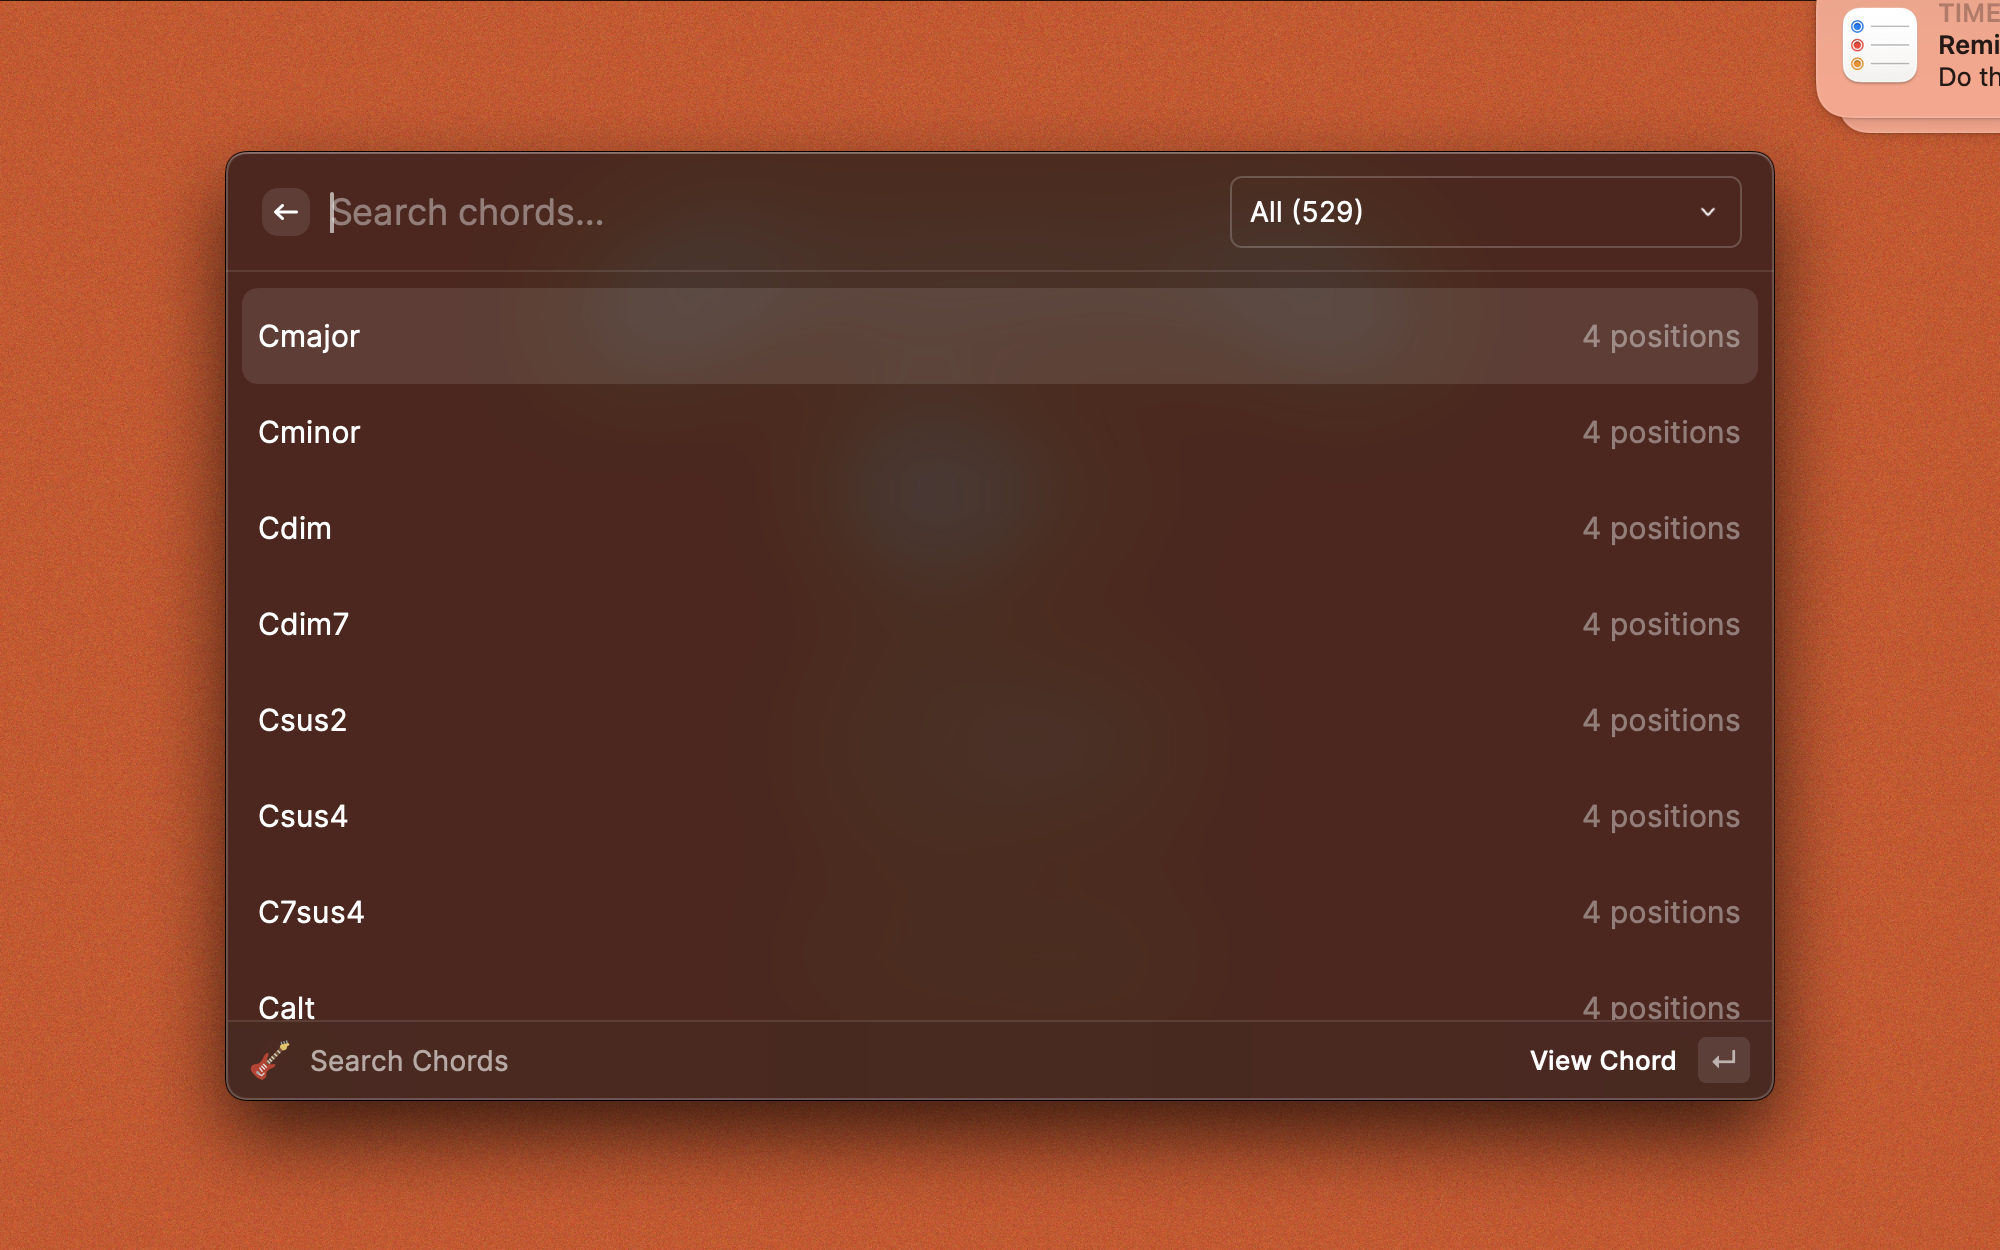 TIME
Remi
Do th
Search chords...
All (529)
Cmajor 4 positions
Cminor 4 positions
Cdim 4 positions
Cdim7 4 positions
Csus2 4 positions
Csus4 4 positions
C7sus4 4 positions
Calt 4 positions
Search Chords
View Chord